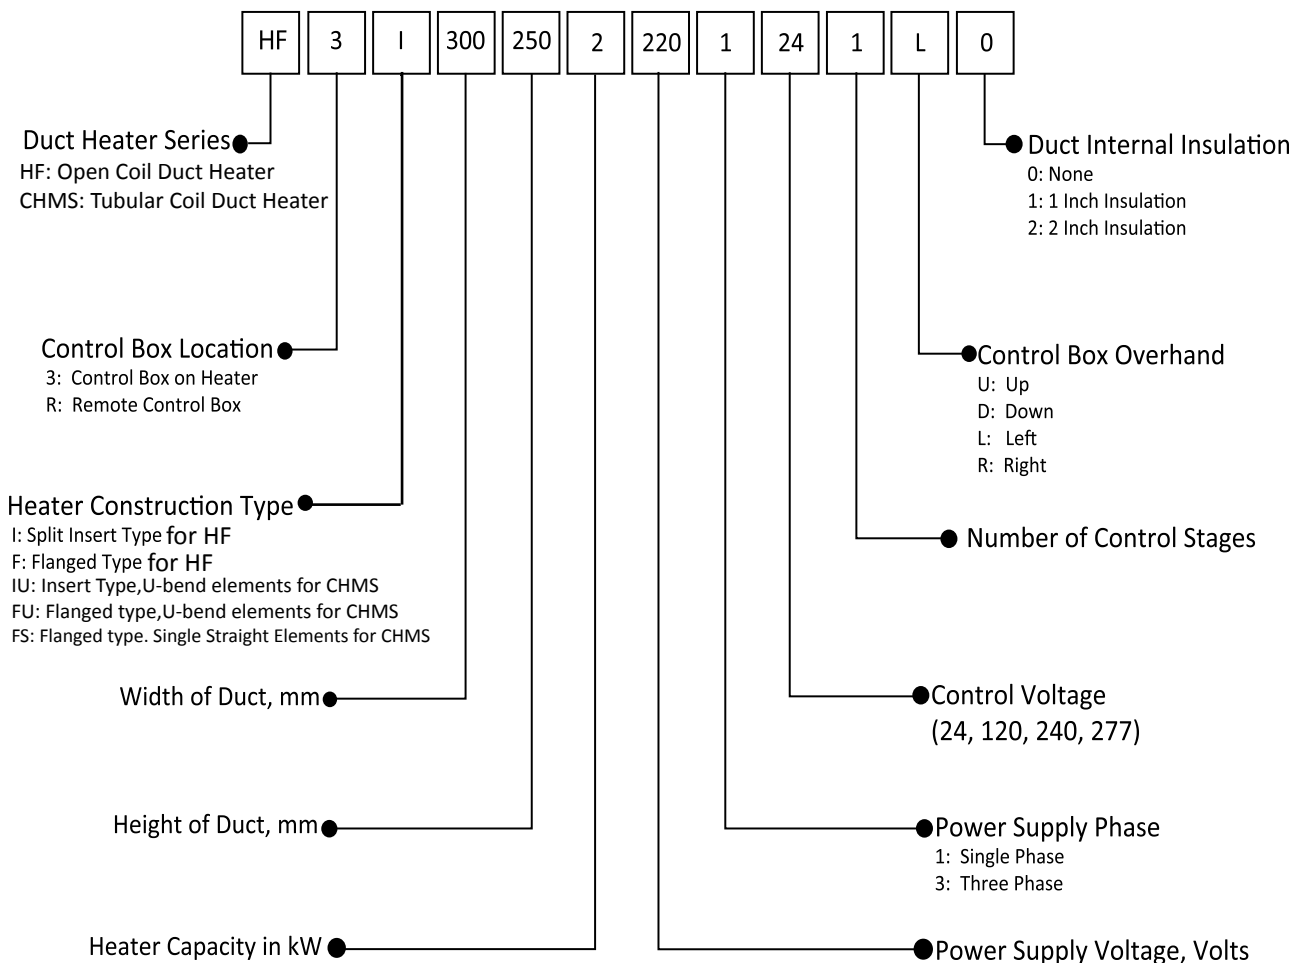 HF 3 I 300 250 2 220 1 24 1 L 0
Duct Heater Series
HF: Open Coil Duct Heater
CHMS: Tubular Coil Duct Heater
Duct Internal Insulation
0: None
1: 1 Inch Insulation
2: 2 Inch Insulation
Control Box Location
3: Control Box on Heater
R: Remote Control Box
Control Box Overhand
U: Up
D: Down
L: Left
R: Right
Heater Construction Type
I: Split Insert Type for HF
F: Flanged Type for HF
IU: Insert Type,U-bend elements for CHMS
FU: Flanged type,U-bend elements for CHMS
FS: Flanged type. Single Straight Elements for CHMS
Number of Control Stages
Width of Duct, mm
Control Voltage
(24, 120, 240, 277)
Height of Duct, mm
Power Supply Phase
1: Single Phase
3: Three Phase
Heater Capacity in kW
Power Supply Voltage, Volts